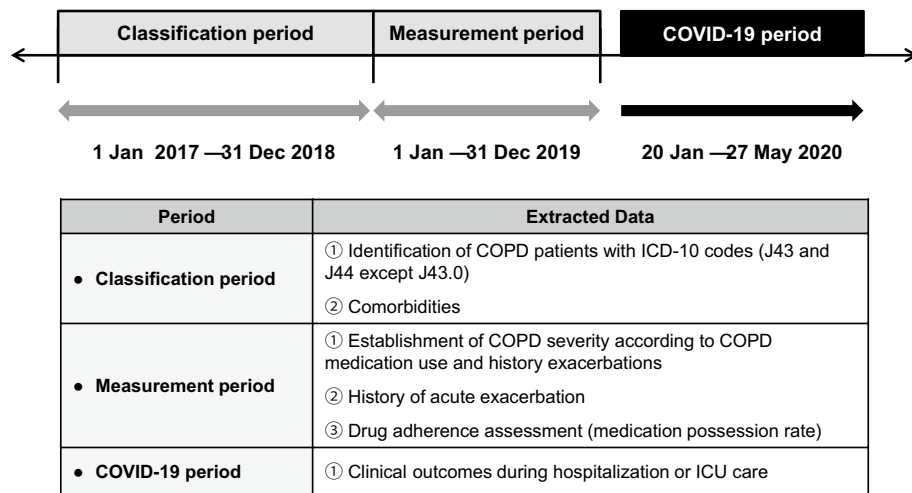 Classification period
Measurement period
COVID-19 period
1 Jan 2017 —31 Dec 2018
1 Jan —31 Dec 2019
20 Jan —27 May 2020
Period
Extracted Data
● Classification period
① Identification of COPD patients with ICD-10 codes (J43 and
J44 except J43.0)
② Comorbidities
● Measurement period
① Establishment of COPD severity according to COPD
medication use and history exacerbations
② History of acute exacerbation
③ Drug adherence assessment (medication possession rate)
● COVID-19 period
① Clinical outcomes during hospitalization or ICU care